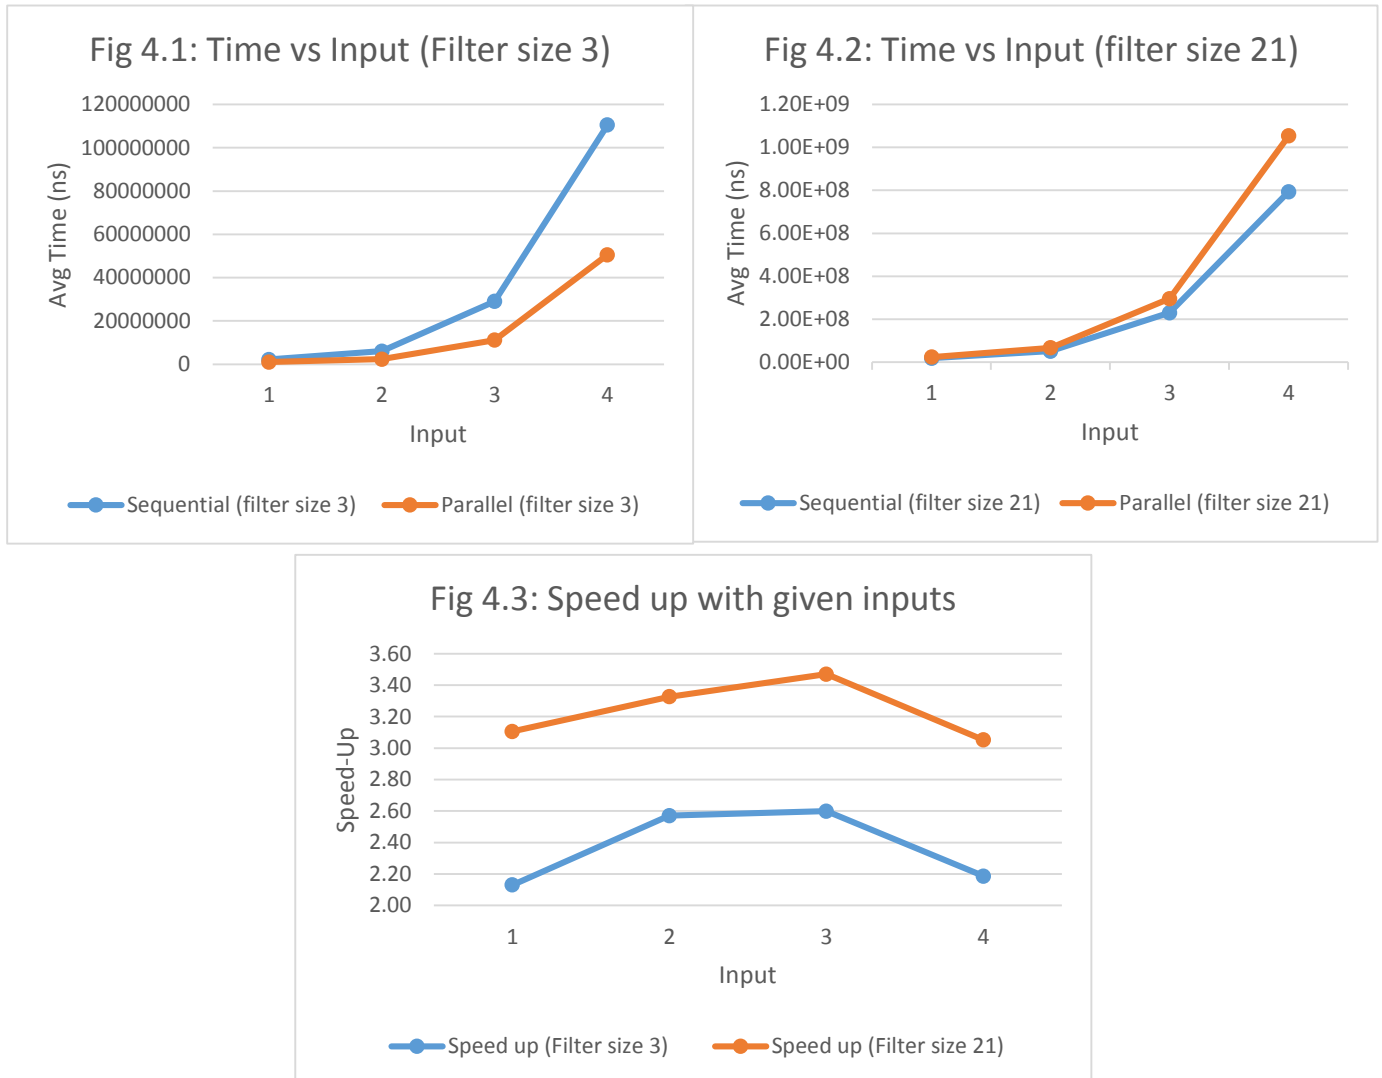 Fig 4.1: Time vs Input (Filter size 3)
120000000
100000000
80000000
60000000
40000000
20000000
0
Avg Time (ns)
1 2 3 4
Input
Sequential (filter size 3) Parallel (filter size 3)
Fig 4.2: Time vs Input (filter size 21)
1.20E+09
1.00E+09
8.00E+08
6.00E+08
4.00E+08
2.00E+08
0.00E+00
Avg Time (ns)
1 2 3 4
Input
Sequential (filter size 21) Parallel (filter size 21)
Fig 4.3: Speed up with given inputs
3.60
3.40
3.20
3.00
2.80
2.60
2.40
2.20
2.00
Speed-Up
1 2 3 4
Input
Speed up (Filter size 3) Speed up (Filter size 21)